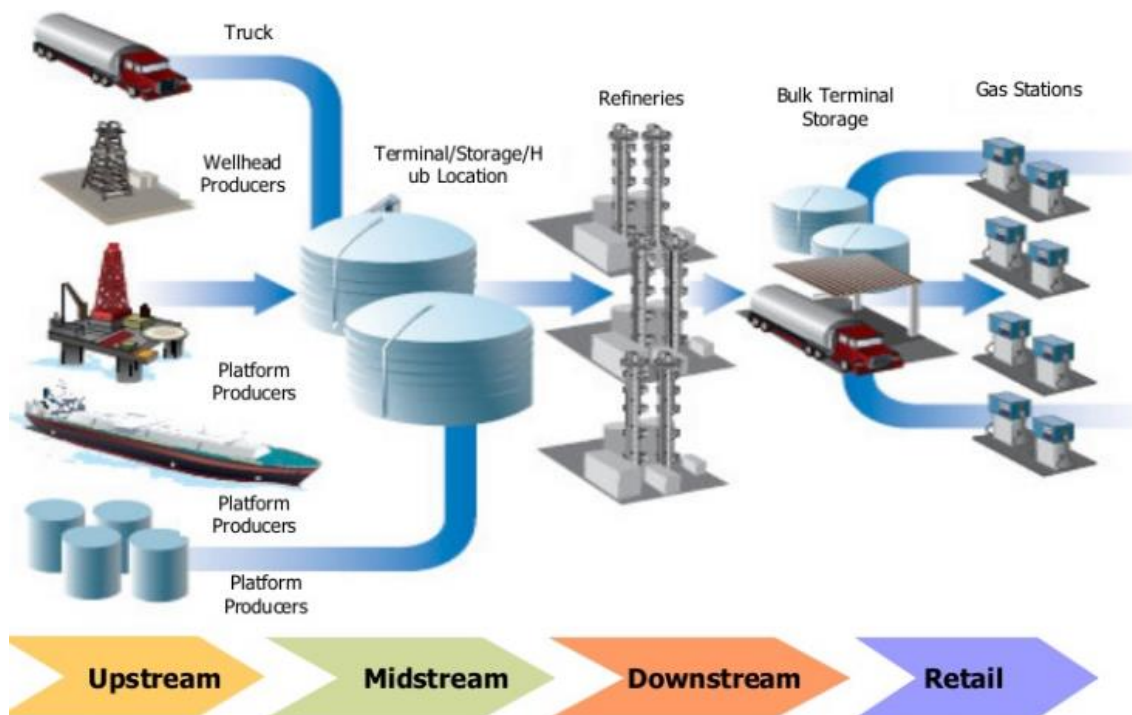 Truck
Wellhead
Producers
Platform
Producers
Platform
Producers
Platform
Producers
Terminal/Storage/H
ub Location
Refineries
Bulk Terminal
Storage
Gas Stations
Upstream
Midstream
Downstream
Retail